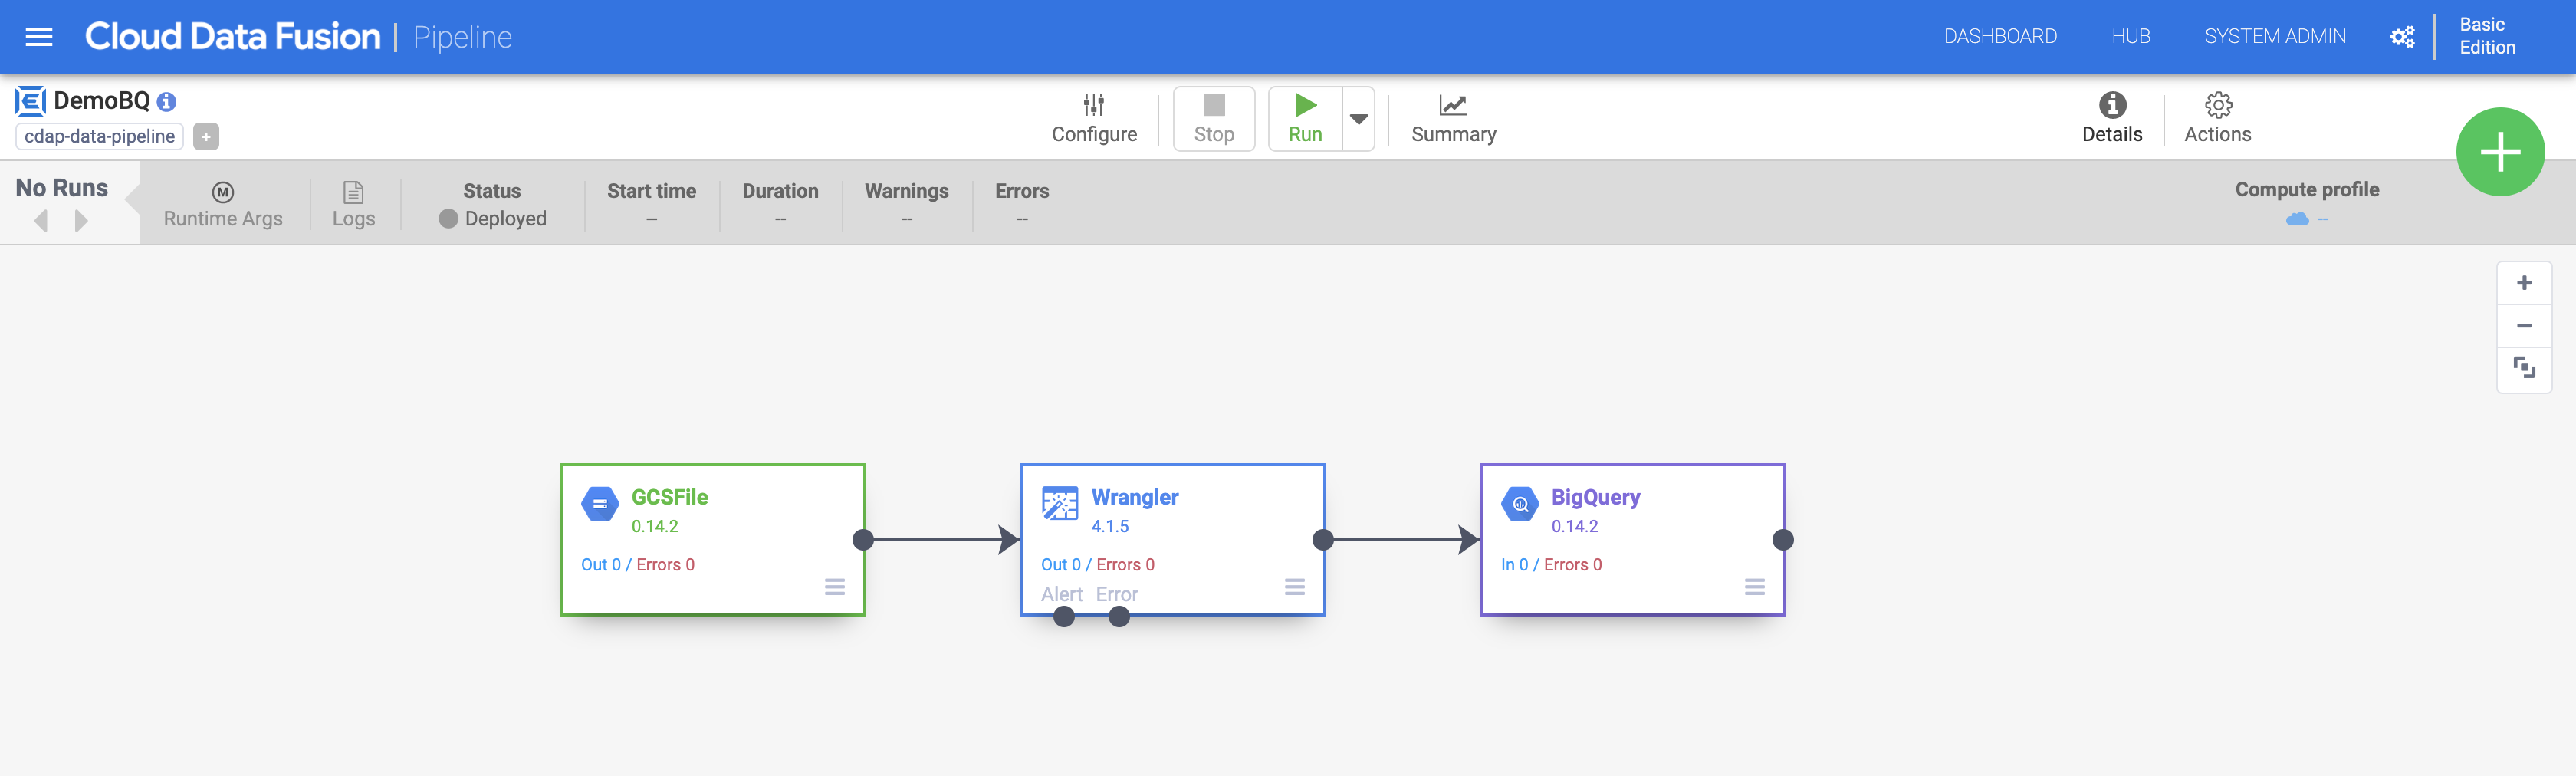 Cloud Data Fusion | Pipeline
DASHBOARD
HUB
SYSTEM ADMIN
Basic
Edition
DemoBQ
cdap-data-pipeline
Configure
Stop
Run
Summary
Details
Actions
No Runs
Runtime Args
Logs
Status
Deployed
Start time
--
Duration
--
Warnings
--
Errors
--
Compute profile
--
GCSFile
0.14.2
Out 0 / Errors 0
Wrangler
4.1.5
Out 0 / Errors 0
Alert Error
BigQuery
0.14.2
In 0 / Errors 0